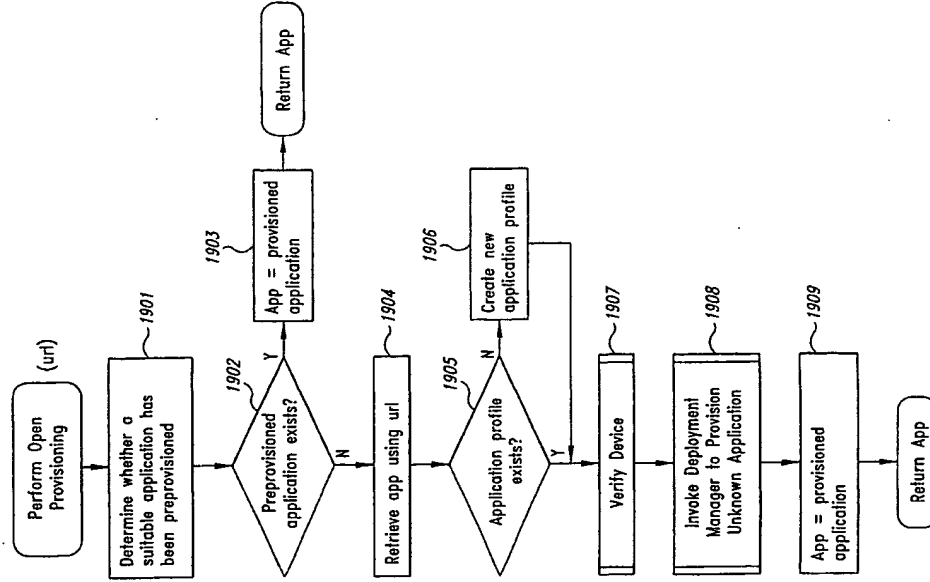 Perform Open
Provisioning
(url)
1901
Determine whether a
suitable application has
been preprovisioned
1902
Preprovisioned
application exists?
Y
N
1903
App = provisioned
application
Return App
1904
Retrieve app using url
1905
Application profile
exists?
N
Y
1906
Create new
application profile
1907
Verify Device
1908
Invoke Deployment
Manager to Provision
Unknown Application
1909
App = provisioned
application
Return App